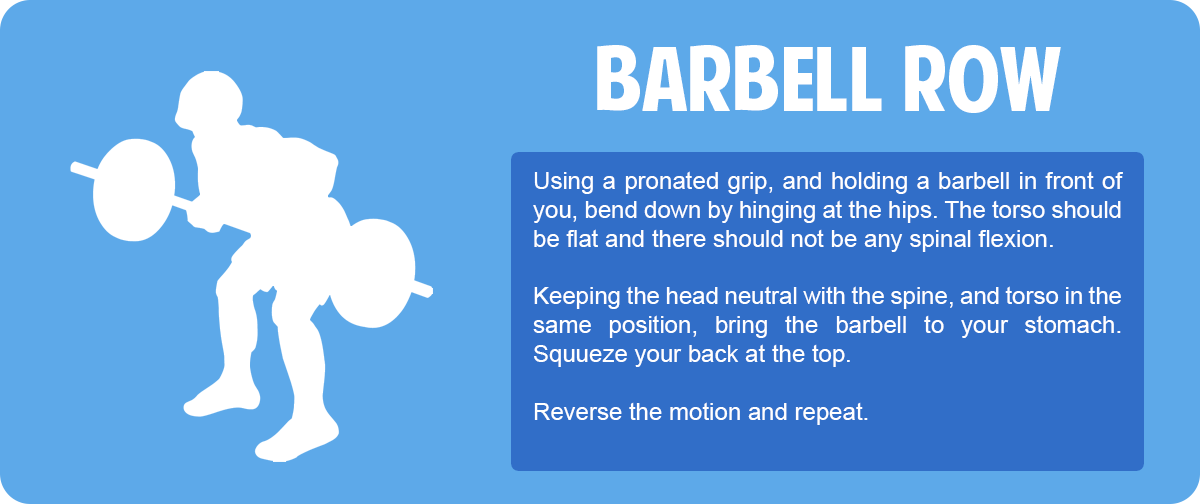 BARBELL ROW
Using a pronated grip, and holding a barbell in front of
you, bend down by hinging at the hips. The torso should
be flat and there should not be any spinal flexion.
Keeping the head neutral with the spine, and torso in the
same position, bring the barbell to your stomach.
Squueze your back at the top.
Reverse the motion and repeat.